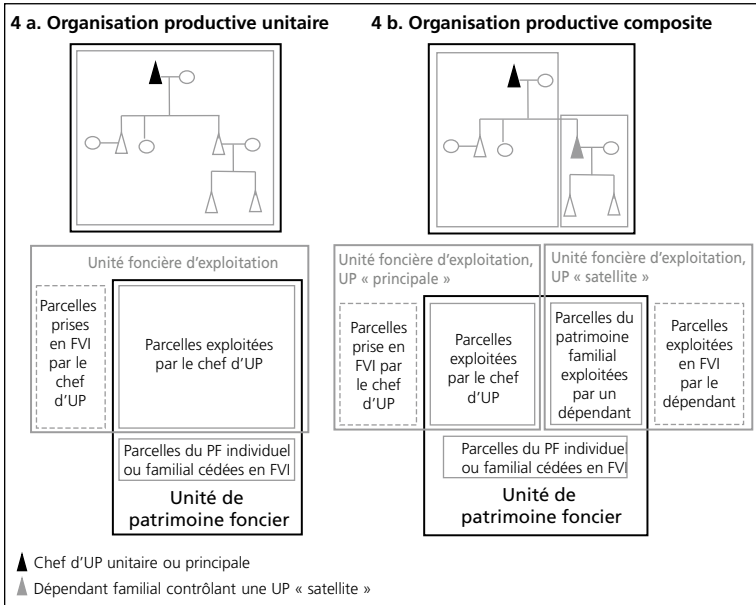 4 a. Organisation productive unitaire
4 b. Organisation productive composite
Unité foncière d'exploitation
Parcelles
prises
en FVI
par le
chef
d'UP
Parcelles exploitées
par le chef d'UP
Parcelles du PF individuel
ou familial cédées en FVI
Unité de
patrimoine foncier
Unité foncière d'exploitation,
UP « principale »
Unité foncière d'exploitation,
UP « satellite »
Parcelles
prise en
FVI par
le chef
d'UP
Parcelles
exploitées
par le chef
d'UP
Parcelles du
patrimoine
familial
exploitées
par un
dépendant
Parcelles
exploitées
en FVI
par le
dépendant
Parcelles du PF individuel
ou familial cédées en FVI
Unité de
patrimoine foncier
Chef d'UP unitaire ou principale
Dépendant familial contrôlant une UP « satellite »